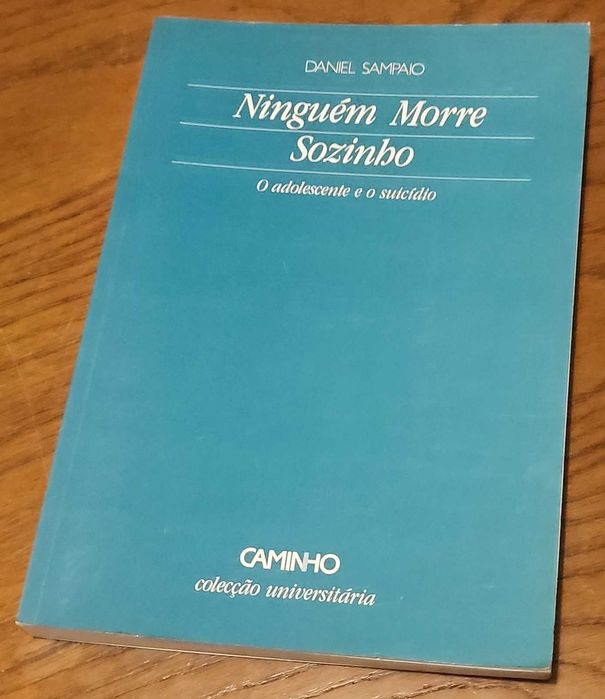 DANIEL SAMPAIO
Ninguém Morre
Sozinho
O adolescente e o suicídio
CAMINHO
colecção universitária